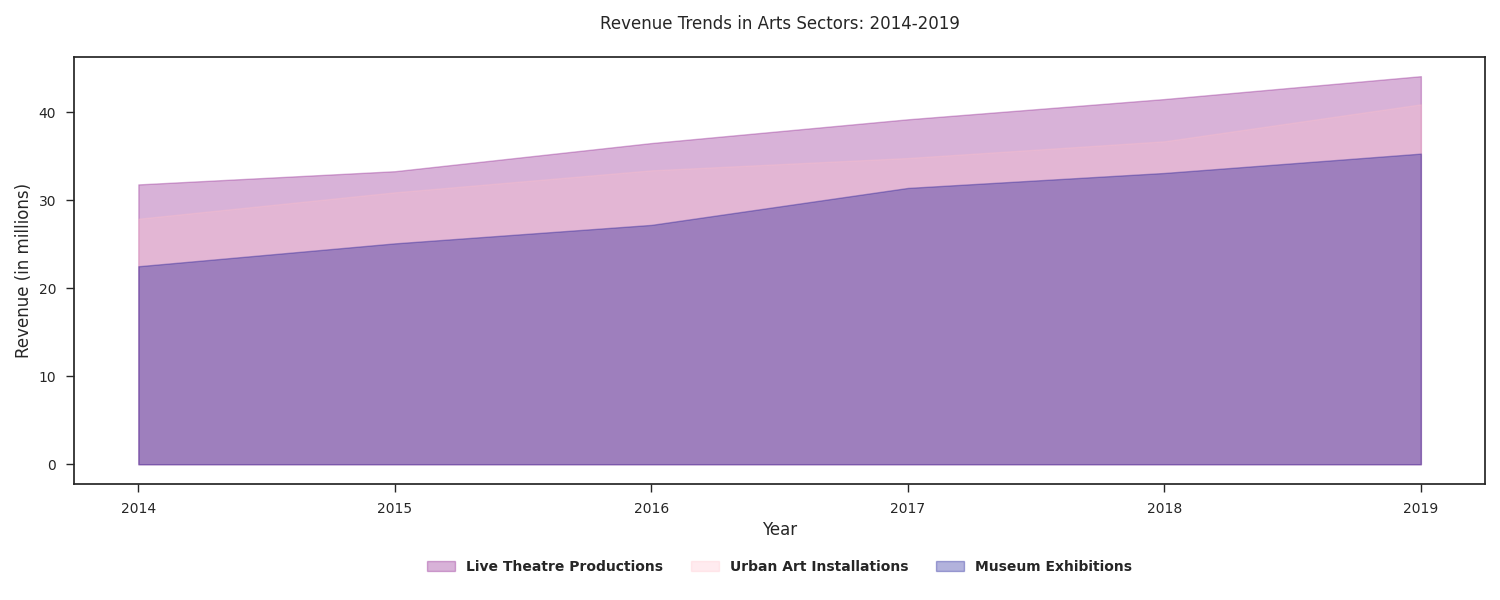 Revenue Trends in Arts Sectors: 2014-2019
Revenue (in millions)
40
30
20
10
0
2014 2015 2016 2017 2018 2019
Year
Live Theatre Productions Urban Art Installations Museum Exhibitions